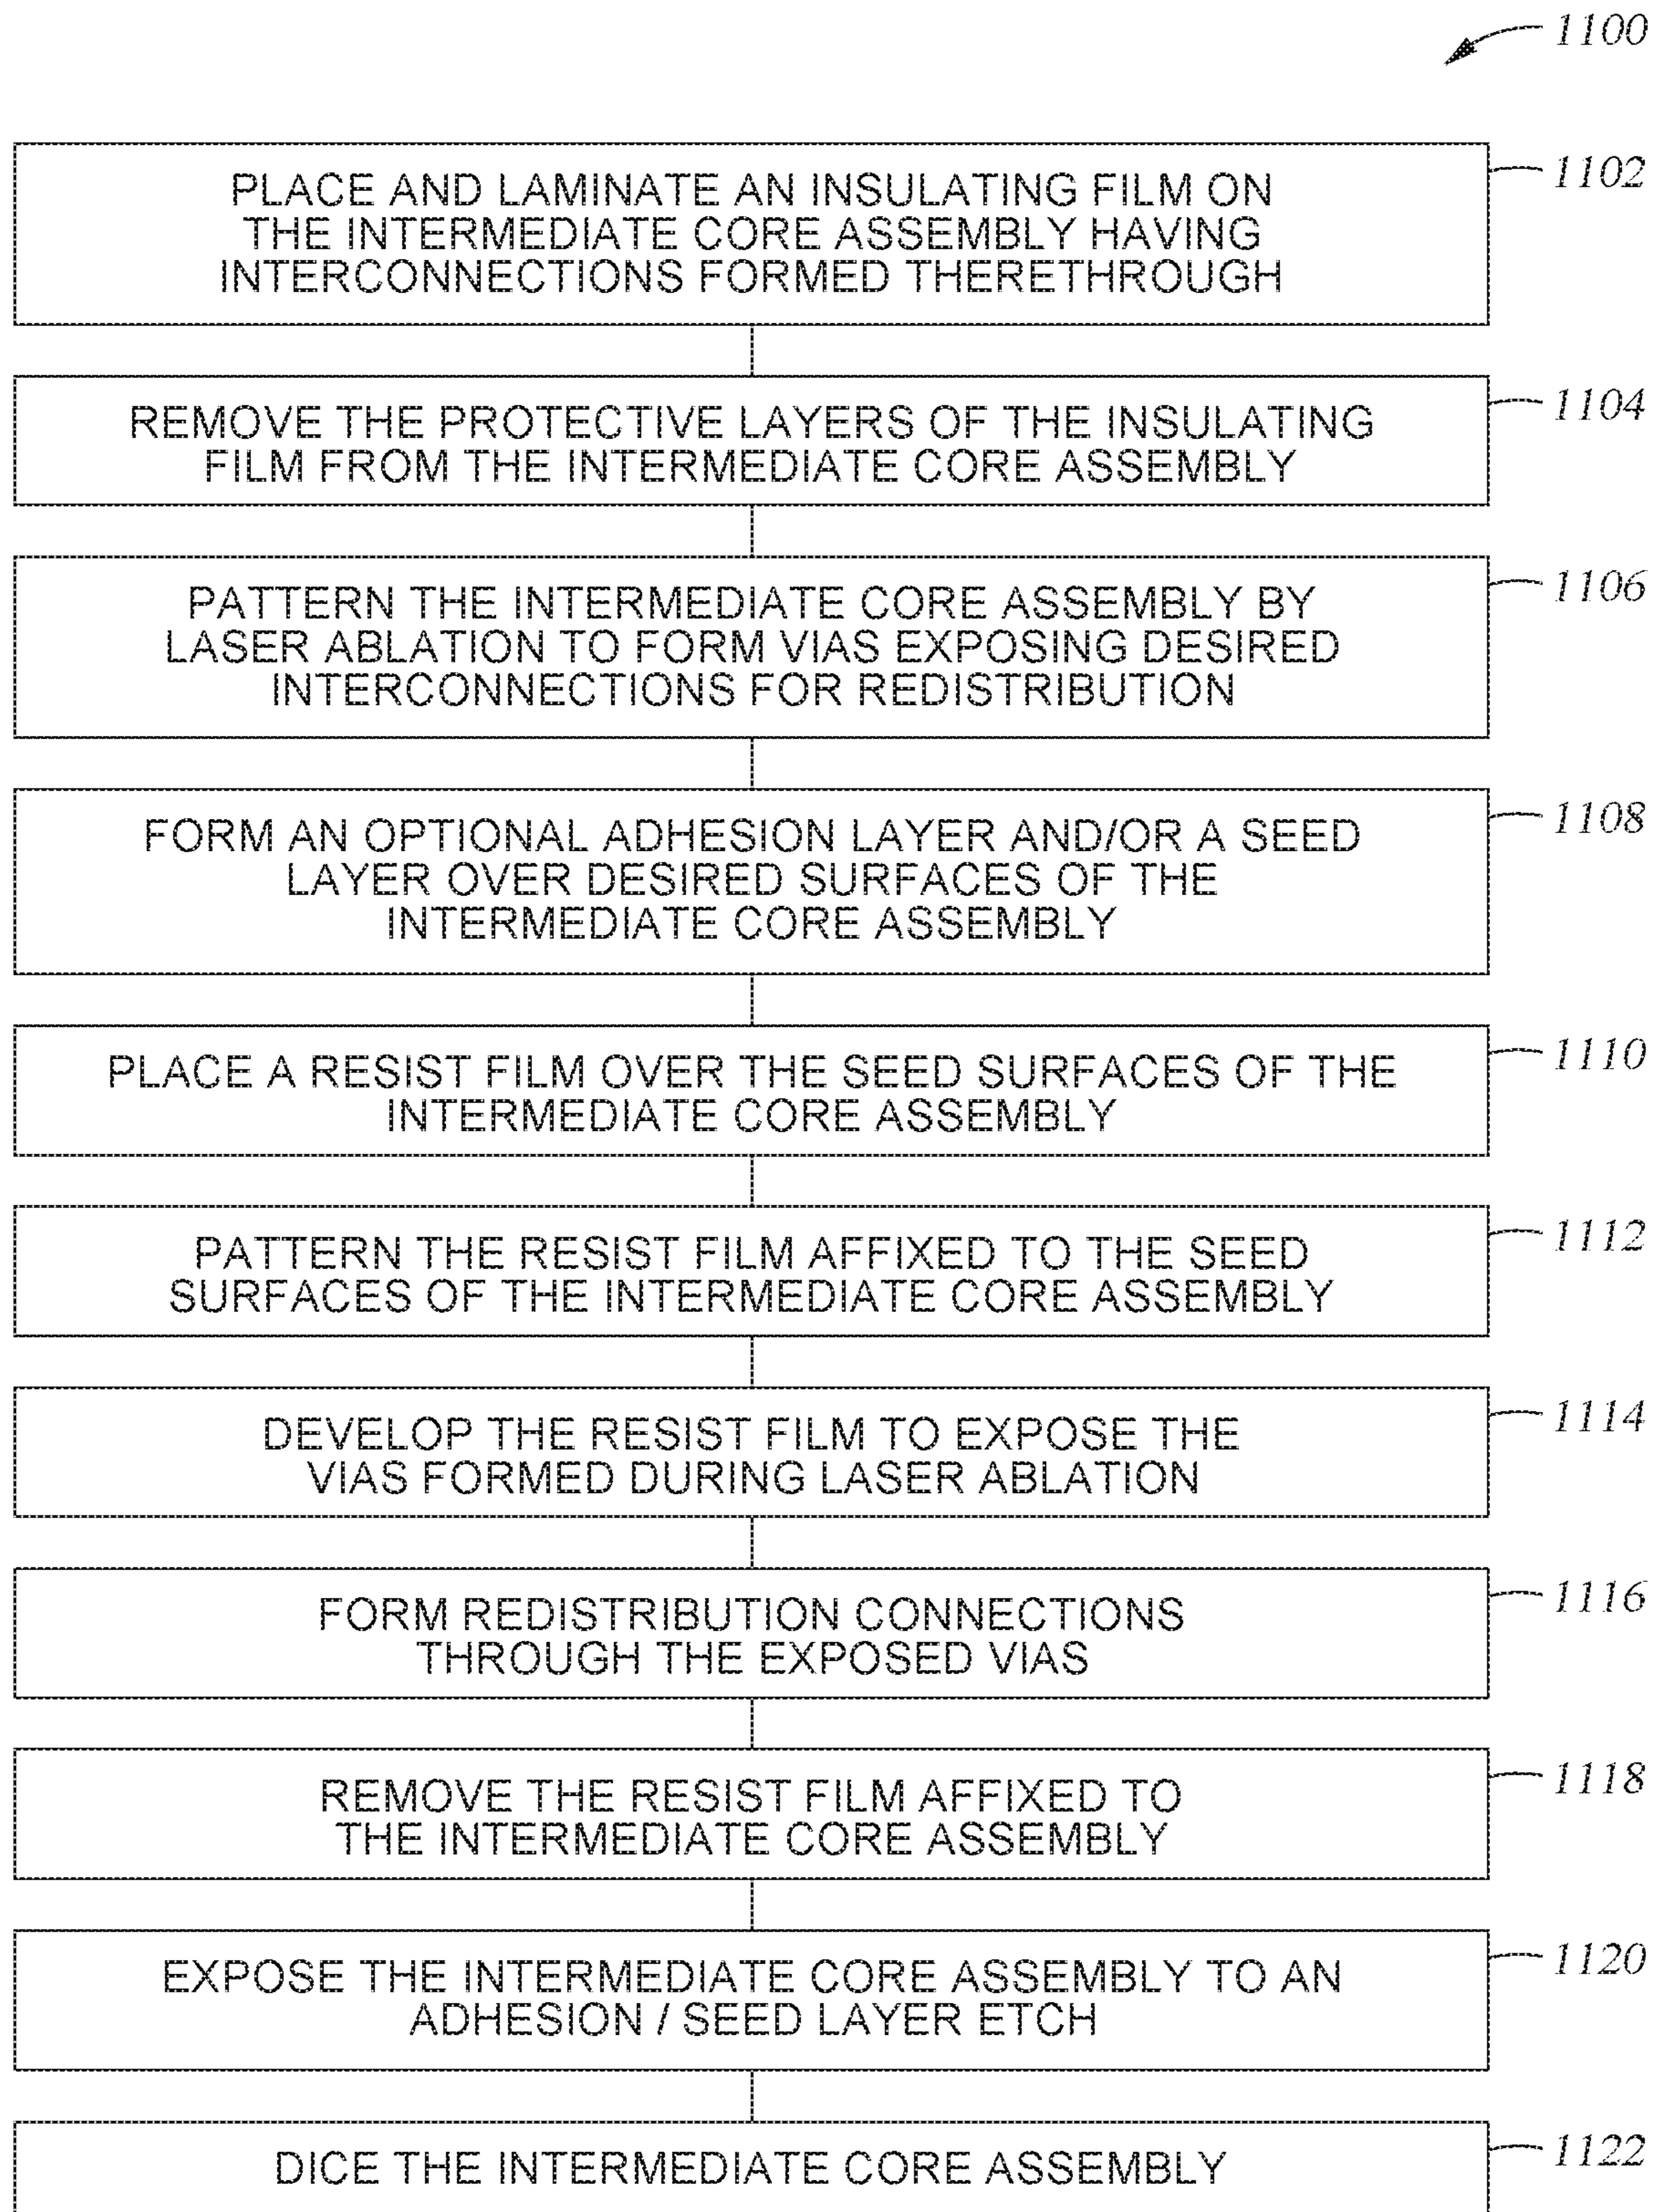 1100
PLACE AND LAMINATE AN INSULATING FILM ON
THE INTERMEDIATE CORE ASSEMBLY HAVING
INTERCONNECTIONS FORMED THERETHROUGH
1102
REMOVE THE PROTECTIVE LAYERS OF THE INSULATING
FILM FROM THE INTERMEDIATE CORE ASSEMBLY
1104
PATTERN THE INTERMEDIATE CORE ASSEMBLY BY
LASER ABLATION TO FORM VIAS EXPOSING DESIRED
INTERCONNECTIONS FOR REDISTRIBUTION
1106
FORM AN OPTIONAL ADHESION LAYER AND/OR A SEED
LAYER OVER DESIRED SURFACES OF THE
INTERMEDIATE CORE ASSEMBLY
1108
PLACE A RESIST FILM OVER THE SEED SURFACES OF THE
INTERMEDIATE CORE ASSEMBLY
1110
PATTERN THE RESIST FILM AFFIXED TO THE SEED
SURFACES OF THE INTERMEDIATE CORE ASSEMBLY
1112
DEVELOP THE RESIST FILM TO EXPOSE THE
VIAS FORMED DURING LASER ABLATION
1114
FORM REDISTRIBUTION CONNECTIONS
THROUGH THE EXPOSED VIAS
1116
REMOVE THE RESIST FILM AFFIXED TO
THE INTERMEDIATE CORE ASSEMBLY
1118
EXPOSE THE INTERMEDIATE CORE ASSEMBLY TO AN
ADHESION / SEED LAYER ETCH
1120
DICE THE INTERMEDIATE CORE ASSEMBLY
1122